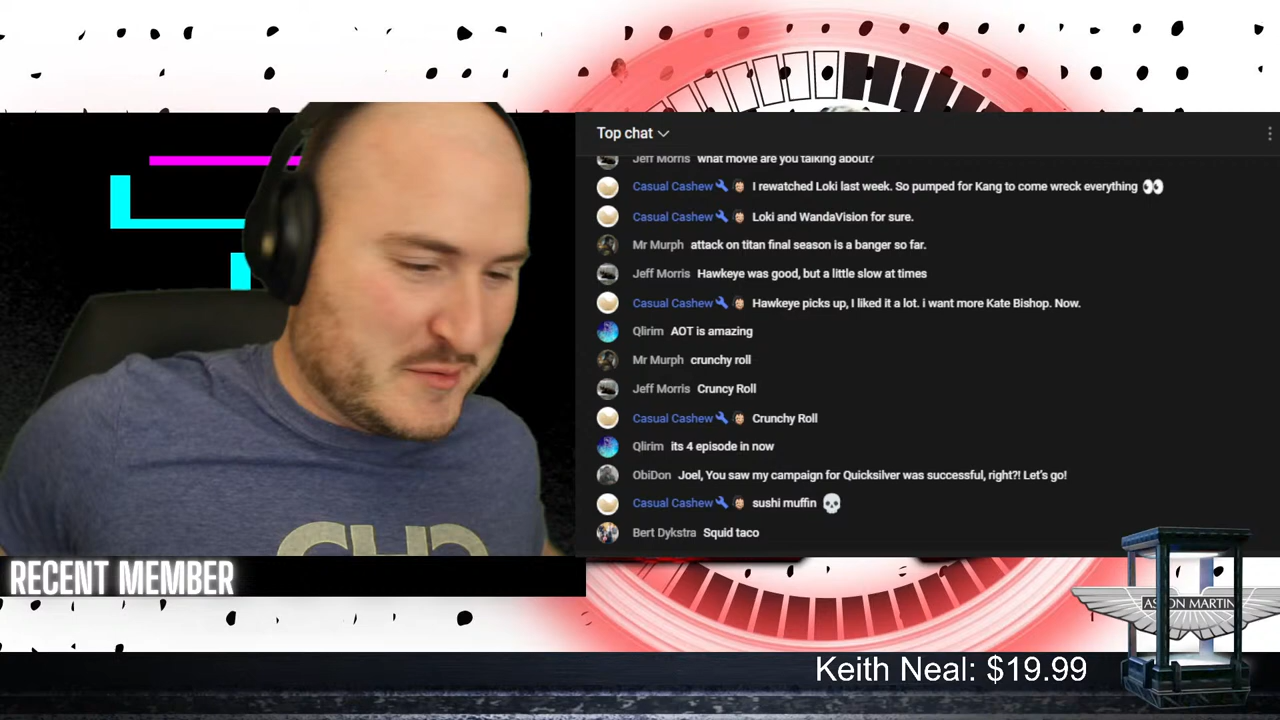 Top chat
Jeff Morris what movie are you talking about?
Casual Cashew I rewatched Loki last week. So pumped for Kang to come wreck everything
Casual Cashew Loki and WandaVision for sure.
Mr Murph attack on titan final season is a banger so far.
Jeff Morris Hawkeye was good, but a little slow at times
Casual Cashew Hawkeye picks up, I liked it a lot. i want more Kate Bishop. Now.
Qlirim AOT is amazing
Mr Murph crunchy roll
Jeff Morris Cruncy Roll
Casual Cashew Crunchy Roll
Qlirim its 4 episode in now
ObiDon Joel, You saw my campaign for Quicksilver was successful, right?! Let's go!
Casual Cashew sushi muffin
Bert Dykstra Squid taco
RECENT MEMBER
ASTON MARTIN
Keith Neal: $19.99